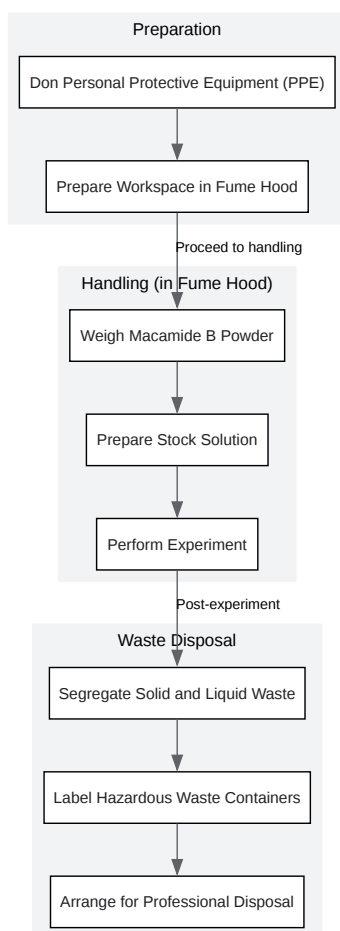 Preparation
Don Personal Protective Equipment (PPE)
Prepare Workspace in Fume Hood
Proceed to handling
Handling (in Fume Hood)
Weigh Macamide B Powder
Prepare Stock Solution
Perform Experiment
Post-experiment
Waste Disposal
Segregate Solid and Liquid Waste
Label Hazardous Waste Containers
Arrange for Professional Disposal